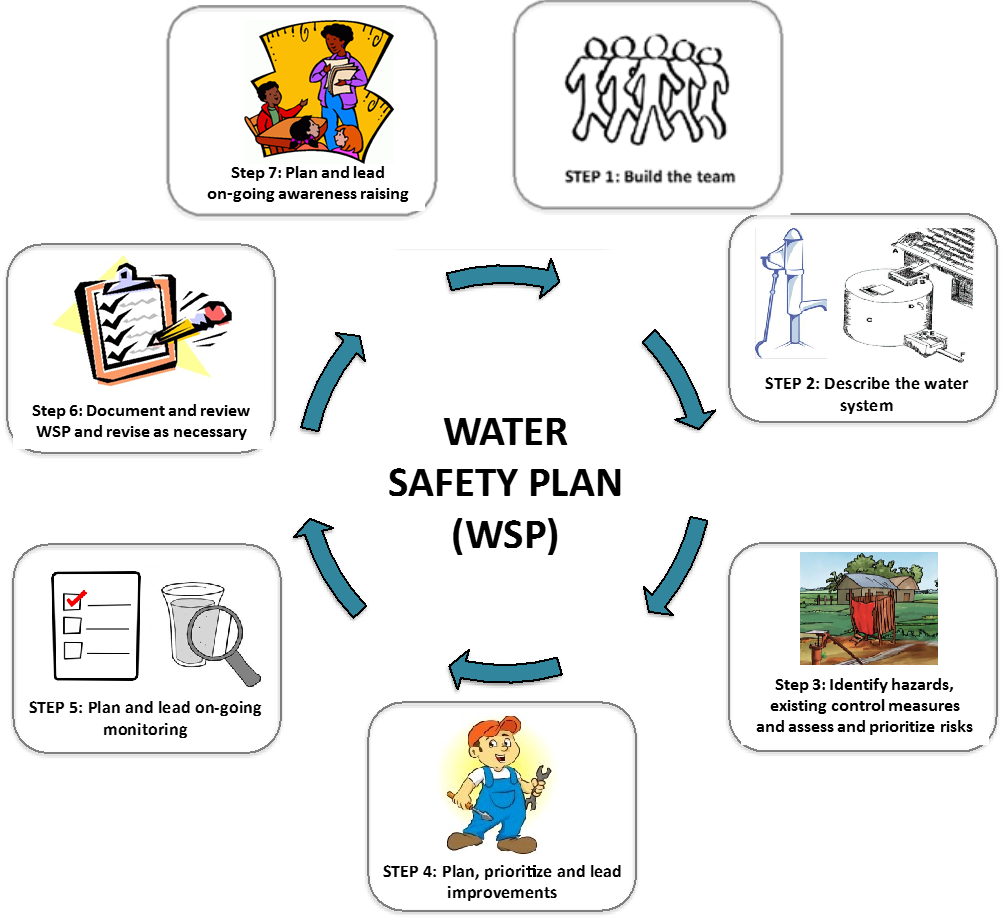 WATER
SAFETY PLAN
(WSP)
STEP 1: Build the team
STEP 2: Describe the water
system
Step 3: Identify hazards,
existing control measures
and assess and prioritize risks
STEP 4: Plan, prioritize and lead
improvements
STEP 5: Plan and lead on-going
monitoring
Step 6: Document and review
WSP and revise as necessary
Step 7: Plan and lead
on-going awareness raising